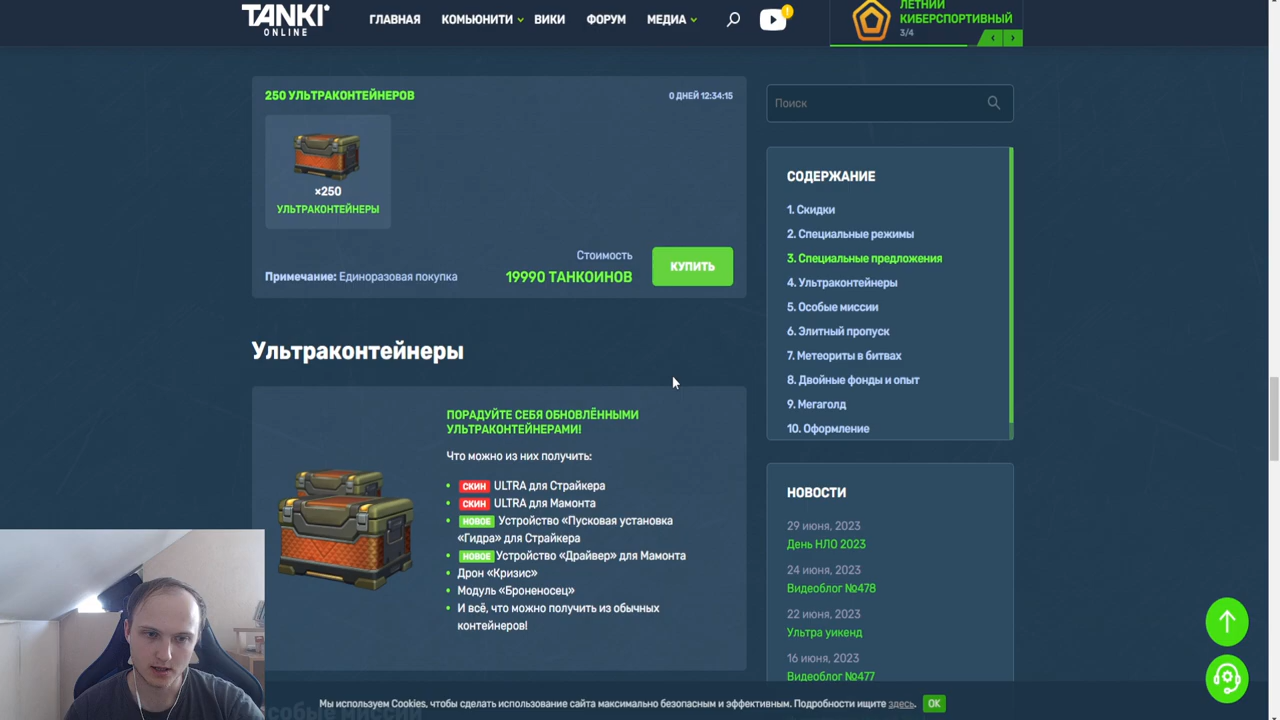 TANKI
ONLINE
ГЛАВНАЯ
КОМЬЮНИТИ
ВИКИ
ФОРУМ
МЕДИА
!
ЛЕТНИЙ
КИБЕРСПОРТИВНЫЙ
3/4
250 УЛЬТРАКОНТЕЙНЕРОВ
0 ДНЕЙ 12:34:15
×250
УЛЬТРАКОНТЕЙНЕРЫ
Стоимость
Примечание: Единоразовая покупка
19990 ТАНКОИНОВ
КУПИТЬ
Ультраконтейнеры
ПОРАДУЙТЕ СЕБЯ ОБНОВЛЁННЫМИ
УЛЬТРАКОНТЕЙНЕРАМИ!
Что можно из них получить:
СКИН ULTRA для Страйкера
СКИН ULTRA для Мамонта
НОВОЕ Устройство «Пусковая установка
«Гидра» для Страйкера
НОВОЕ Устройство «Драйвер» для Мамонта
Дрон «Кризис»
Модуль «Броненосец»
И всё, что можно получить из обычных
контейнеров!
Поиск
СОДЕРЖАНИЕ
1. Скидки
2. Специальные режимы
3. Специальные предложения
4. Ультраконтейнеры
5. Особые миссии
6. Элитный пропуск
7. Метеориты в битвах
8. Двойные фонды и опыт
9. Мегаголд
10. Оформление
НОВОСТИ
29 июня, 2023
День НЛО 2023
24 июня, 2023
Видеоблог №478
22 июня, 2023
Ультра уикенд
16 июня, 2023
Видеоблог №477
Особые миссии
Мы используем Cookies, чтобы сделать использование сайта максимально безопасным и эффективным. Подробности ищите здесь.
OK